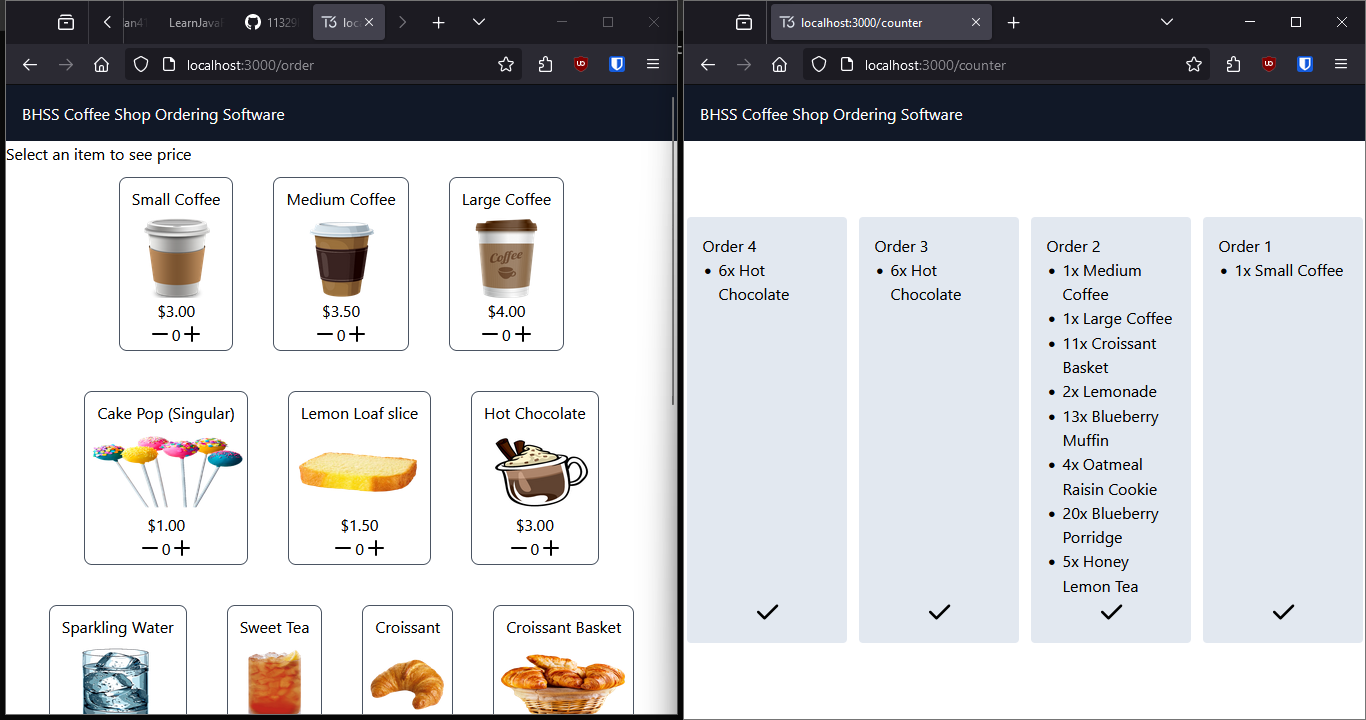 an4
LearnJava
11329
loc
localhost:3000/order
BHSS Coffee Shop Ordering Software
Select an item to see price
Small Coffee
$3.00
0
Medium Coffee
$3.50
0
Large Coffee
Coffee
$4.00
0
Cake Pop (Singular)
$1.00
0
Lemon Loaf slice
$1.50
0
Hot Chocolate
$3.00
0
Sparkling Water
Sweet Tea
Croissant
Croissant Basket
localhost:3000/counter
localhost:3000/counter
BHSS Coffee Shop Ordering Software
Order 4
• 6x Hot
Chocolate
Order 3
• 6x Hot
Chocolate
Order 2
• 1x Medium
Coffee
• 1x Large Coffee
• 11x Croissant
Basket
• 2x Lemonade
• 13x Blueberry
Muffin
• 4x Oatmeal
Raisin Cookie
• 20x Blueberry
Porridge
• 5x Honey
Lemon Tea
Order 1
• 1x Small Coffee